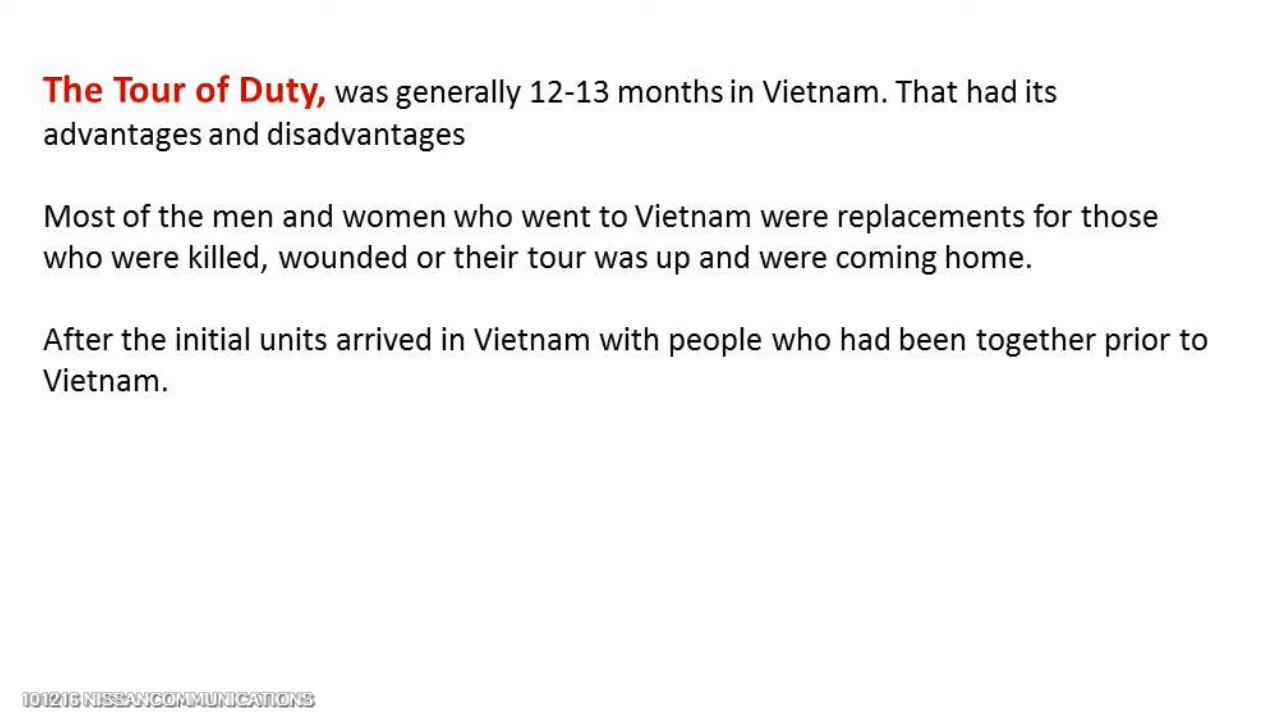 The Tour of Duty, was generally 12-13 months in Vietnam. That had its
advantages and disadvantages
Most of the men and women who went to Vietnam were replacements for those
who were killed, wounded or their tour was up and were coming home.
After the initial units arrived in Vietnam with people who had been together prior to
Vietnam.
101216 NISSANCOMMUNICATIONS